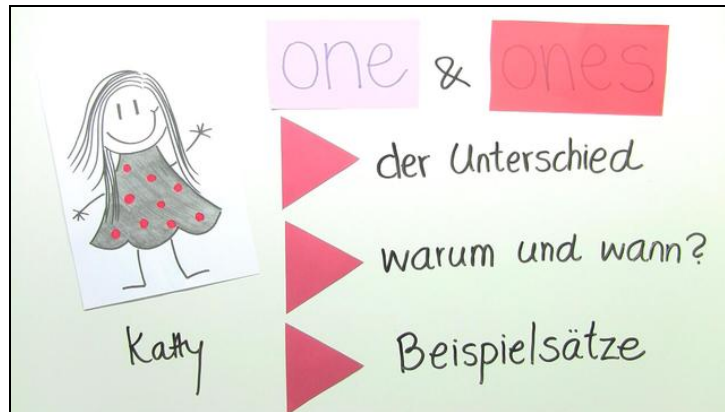 one & ones
der Unterschied
warum und wann?
Beispielsätze
Katty